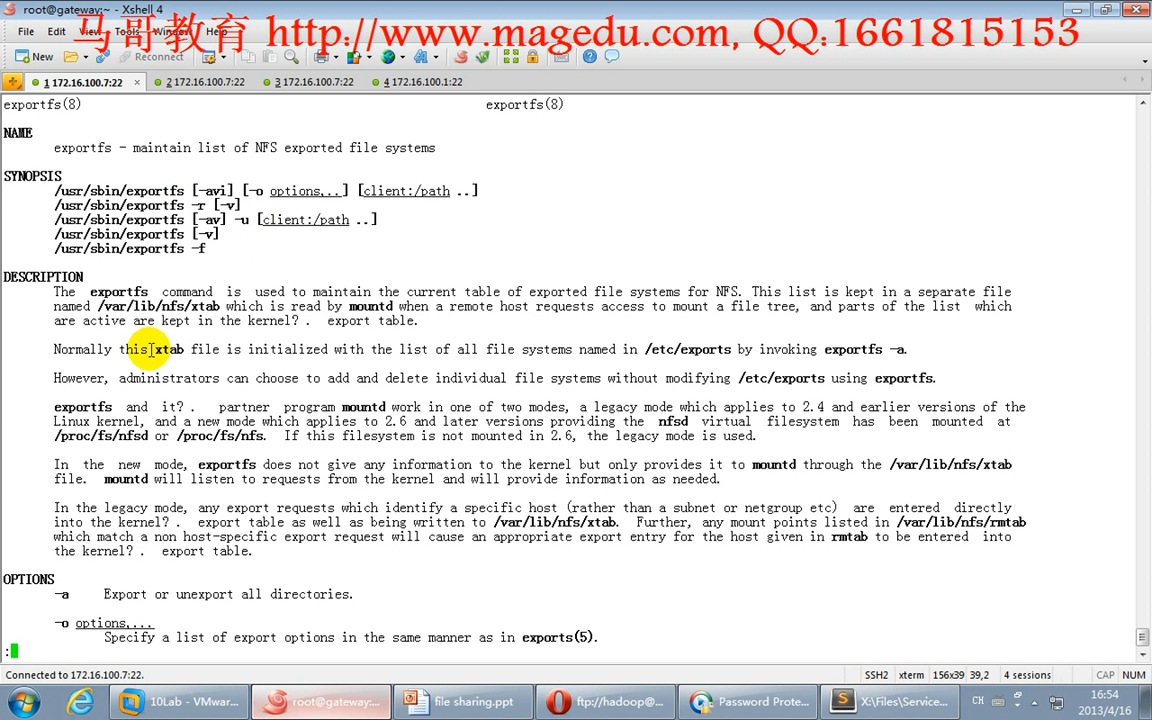 root@gateway:~ - Xshell 4
马哥教育 http://www.magedu.com, QQ:1661815153
File Edit View Tools Window Help
New Reconnect
1 172.16.100.7:22 2 172.16.100.7:22 3 172.16.100.7:22 4 172.16.100.1:22
exportfs(8) exportfs(8)
NAME
exportfs - maintain list of NFS exported file systems
SYNOPSIS
/usr/sbin/exportfs [-avi] [-o options,..] [client:/path ..]
/usr/sbin/exportfs -r [-v]
/usr/sbin/exportfs [-av] -u [client:/path ..]
/usr/sbin/exportfs [-v]
/usr/sbin/exportfs -f
DESCRIPTION
The exportfs command is used to maintain the current table of exported file systems for NFS. This list is kept in a separate file
named /var/lib/nfs/xtab which is read by mountd when a remote host requests access to mount a file tree, and parts of the list which
are active are kept in the kernel? . export table.
Normally this xtab file is initialized with the list of all file systems named in /etc/exports by invoking exportfs -a.
However, administrators can choose to add and delete individual file systems without modifying /etc/exports using exportfs.
exportfs and it? . partner program mountd work in one of two modes, a legacy mode which applies to 2.4 and earlier versions of the
Linux kernel, and a new mode which applies to 2.6 and later versions providing the nfsd virtual filesystem has been mounted at
/proc/fs/nfsd or /proc/fs/nfs. If this filesystem is not mounted in 2.6, the legacy mode is used.
In the new mode, exportfs does not give any information to the kernel but only provides it to mountd through the /var/lib/nfs/xtab
file. mountd will listen to requests from the kernel and will provide information as needed.
In the legacy mode, any export requests which identify a specific host (rather than a subnet or netgroup etc) are entered directly
into the kernel? . export table as well as being written to /var/lib/nfs/xtab. Further, any mount points listed in /var/lib/nfs/rmtab
which match a non host-specific export request will cause an appropriate export entry for the host given in rmtab to be entered into
the kernel? . export table.
OPTIONS
-a Export or unexport all directories.
-o options,...
Specify a list of export options in the same manner as in exports(5).
:
Connected to 172.16.100.7:22. SSH2 xterm 156x39 39,2 4 sessions CAP NUM
10Lab - VMwar... root@gateway:... file sharing.ppt ftp://hadoop@... Password Prote... X:\Files\Service... CH 16:54
2013/4/16